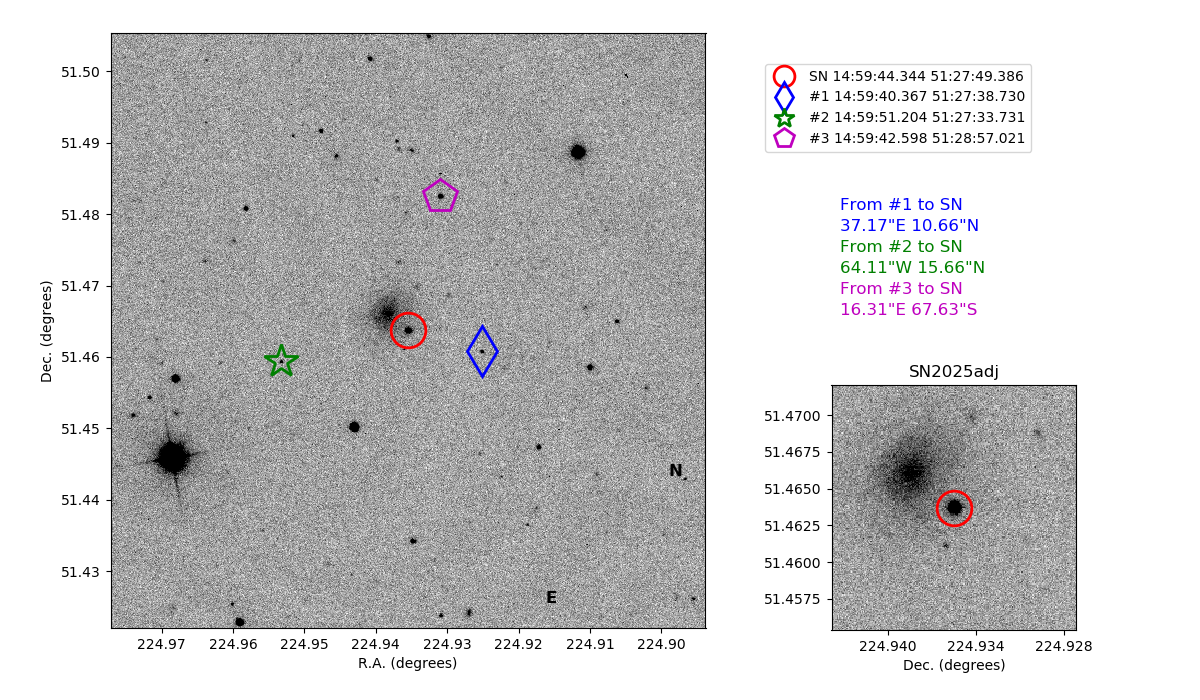 51.50
51.49
51.48
51.47
51.46
51.45
51.44
51.43
Dec. (degrees)
224.97 224.96 224.95 224.94 224.93 224.92 224.91 224.90
R.A. (degrees)
N
E
SN 14:59:44.344 51:27:49.386
#1 14:59:40.367 51:27:38.730
#2 14:59:51.204 51:27:33.731
#3 14:59:42.598 51:28:57.021
From #1 to SN
37.17"E 10.66"N
From #2 to SN
64.11"W 15.66"N
From #3 to SN
16.31"E 67.63"S
SN2025adj
51.4700
51.4675
51.4650
51.4625
51.4600
51.4575
224.940 224.934 224.928
Dec. (degrees)